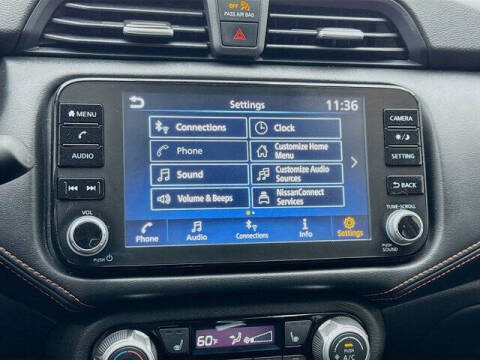 OFF
PASS AIR BAG
MENU
AUDIO
VOL
PUSH
Settings
11:36
Connections
Clock
Phone
Customize Home
Menu
Sound
Customize Audio
Sources
Volume & Beeps
NissanConnect
Services
Phone
Audio
Connections
Info
Settings
CAMERA
SETTING
BACK
TUNE·SCROLL
PUSH
SOUND
60°F
PUSH
A/C